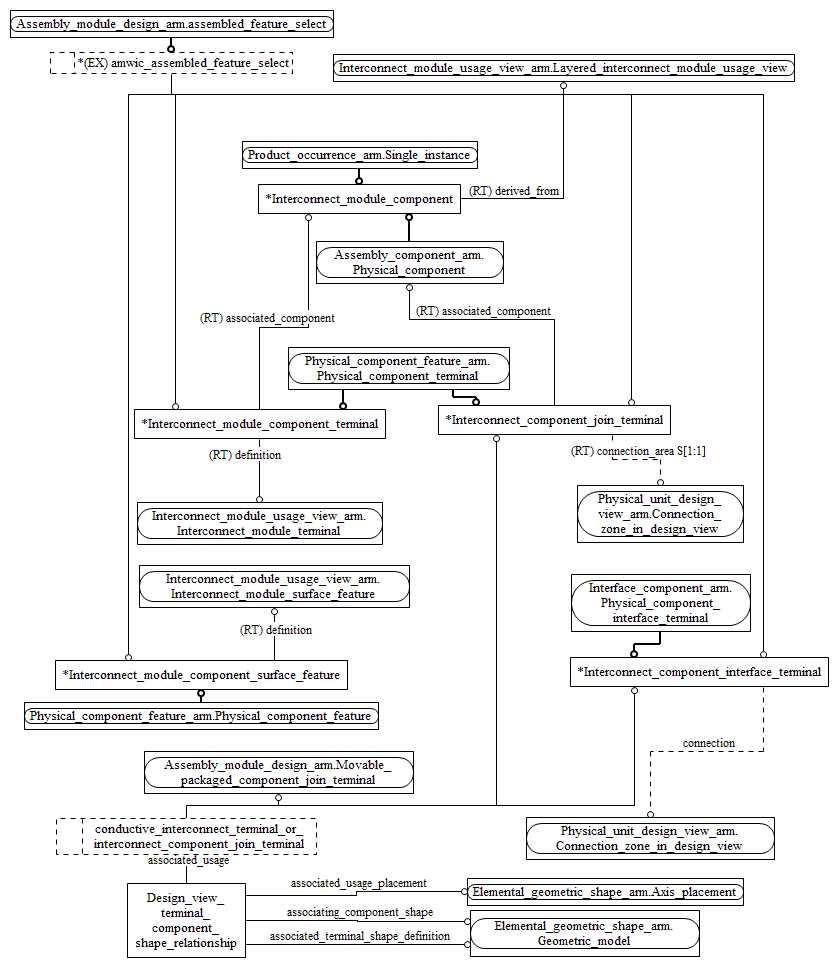 Assembly_module_design_arm.assembled_feature_select
*(EX) amwic_assembled_feature_select
Interconnect_module_usage_view_arm.Layered_interconnect_module_usage_view
Product_occurrence_arm.Single_instance
(RT) derived_from
*Interconnect_module_component
Assembly_component_arm.
Physical_component
(RT) associated_component
(RT) associated_component
Physical_component_feature_arm.
Physical_component_terminal
*Interconnect_module_component_terminal
*Interconnect_component_join_terminal
(RT) definition
(RT) connection_area S[1:1]
Interconnect_module_usage_view_arm.
Interconnect_module_terminal
Physical_unit_design_
view_arm.Connection_
zone_in_design_view
Interconnect_module_usage_view_arm.
Interconnect_module_surface_feature
Interface_component_arm.
Physical_component_
interface_terminal
(RT) definition
*Interconnect_module_component_surface_feature
*Interconnect_component_interface_terminal
Physical_component_feature_arm.Physical_component_feature
connection
Assembly_module_design_arm.Movable_
packaged_component_join_terminal
conductive_interconnect_terminal_or_
interconnect_component_join_terminal
Physical_unit_design_view_arm.
Connection_zone_in_design_view
associated_usage
Design_view_
terminal_
component_
shape_relationship
associated_usage_placement
Elemental_geometric_shape_arm.Axis_placement
associating_component_shape
Elemental_geometric_shape_arm.
Geometric_model
associated_terminal_shape_definition